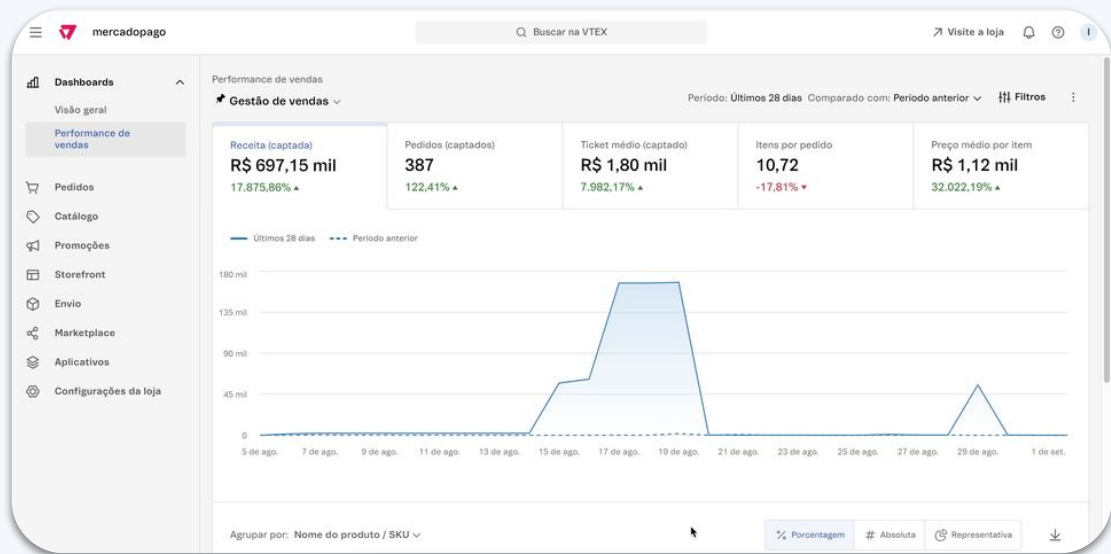 mercadopago
Buscar na VTEX
Visite a loja
I
Dashboards
Visão geral
Performance de
vendas
Pedidos
Catálogo
Promoções
Storefront
Envio
Marketplace
Aplicativos
Configurações da loja
Performance de vendas
Gestão de vendas
Período: Últimos 28 dias Comparado com: Período anterior
Filtros
Receita (captada)
R$ 697,15 mil
17.875,86%
Pedidos (captados)
387
122,41%
Ticket médio (captado)
R$ 1,80 mil
7.982,17%
Itens por pedido
10,72
-17,81%
Preço médio por item
R$ 1,12 mil
32.022,19%
Últimos 28 dias
Período anterior
180 mil
135 mil
90 mil
45 mil
0
5 de ago. 7 de ago. 9 de ago. 11 de ago. 13 de ago. 15 de ago. 17 de ago. 19 de ago. 21 de ago. 23 de ago. 25 de ago. 27 de ago. 29 de ago. 1 de set.
Agrupar por: Nome do produto / SKU
% Porcentagem
# Absoluta
Representativa